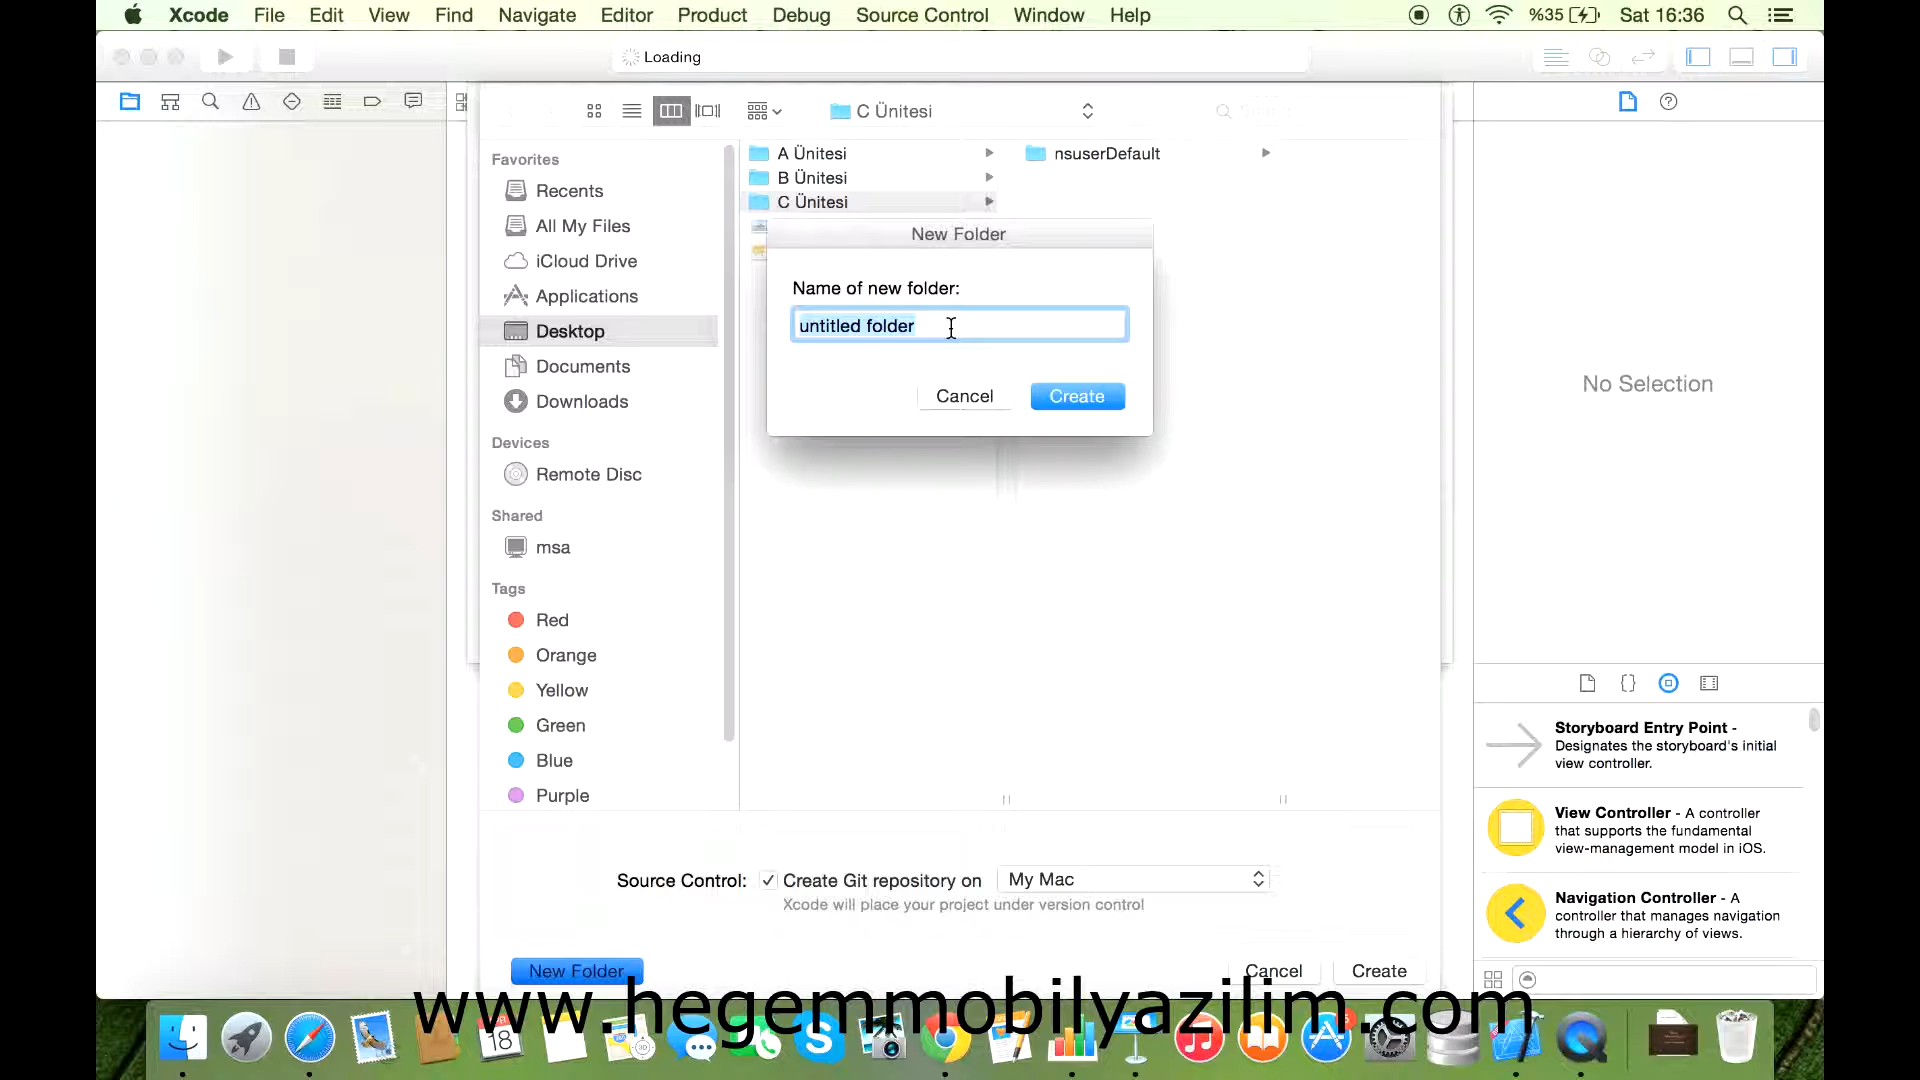 Xcode File Edit View Find Navigate Editor Product Debug Source Control Window Help %35 Sat 16:36
Loading
C Ünitesi
Favorites
Recents
All My Files
iCloud Drive
Applications
Desktop
Documents
Downloads
Devices
Remote Disc
Shared
msa
Tags
Red
Orange
Yellow
Green
Blue
Purple
A Ünitesi
B Ünitesi
C Ünitesi
nsuserDefault
New Folder
Name of new folder:
untitled folder
Cancel Create
Source Control: Create Git repository on My Mac
Xcode will place your project under version control
New Folder Cancel Create
No Selection
Storyboard Entry Point -
Designates the storyboard's initial
view controller.
View Controller - A controller
that supports the fundamental
view-management model in iOS.
Navigation Controller - A
controller that manages navigation
through a hierarchy of views.
www.hegemmobilyazilim.com
18